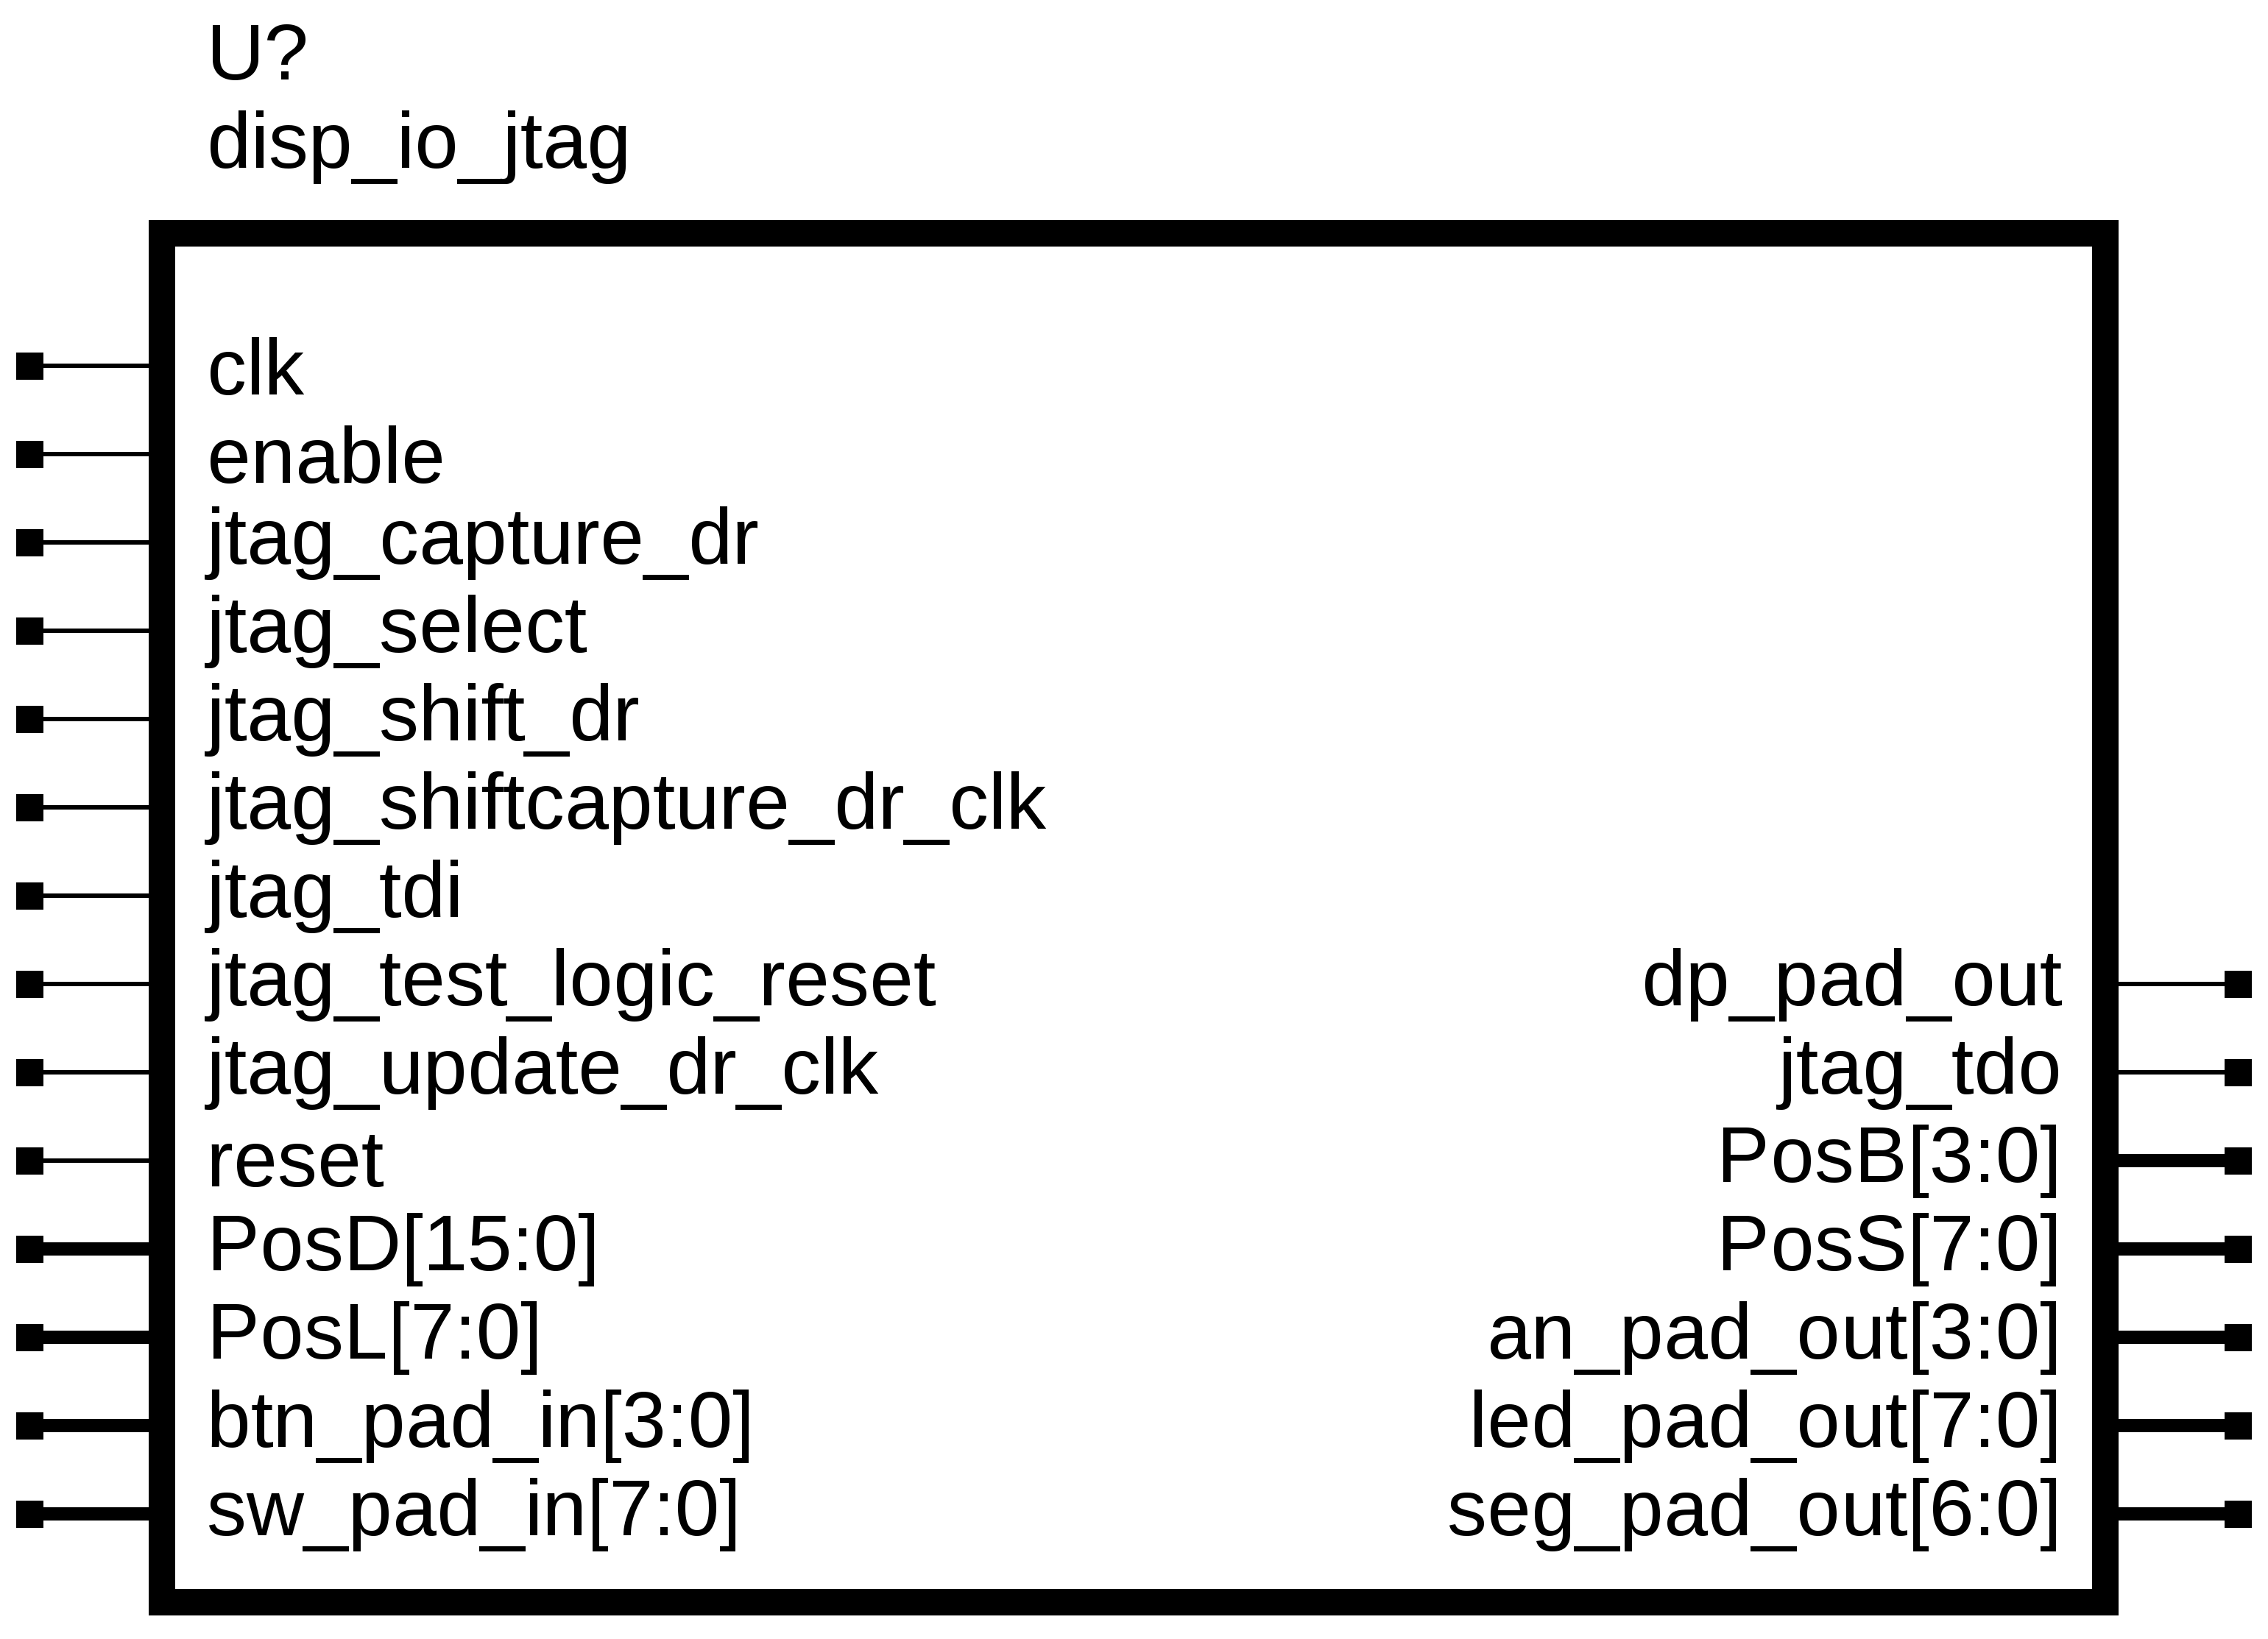 U?
disp_io_jtag
clk
enable
jtag_capture_dr
jtag_select
jtag_shift_dr
jtag_shiftcapture_dr_clk
jtag_tdi
jtag_test_logic_reset
jtag_update_dr_clk
reset
PosD[15:0]
PosL[7:0]
btn_pad_in[3:0]
sw_pad_in[7:0]
dp_pad_out
jtag_tdo
PosB[3:0]
PosS[7:0]
an_pad_out[3:0]
led_pad_out[7:0]
seg_pad_out[6:0]